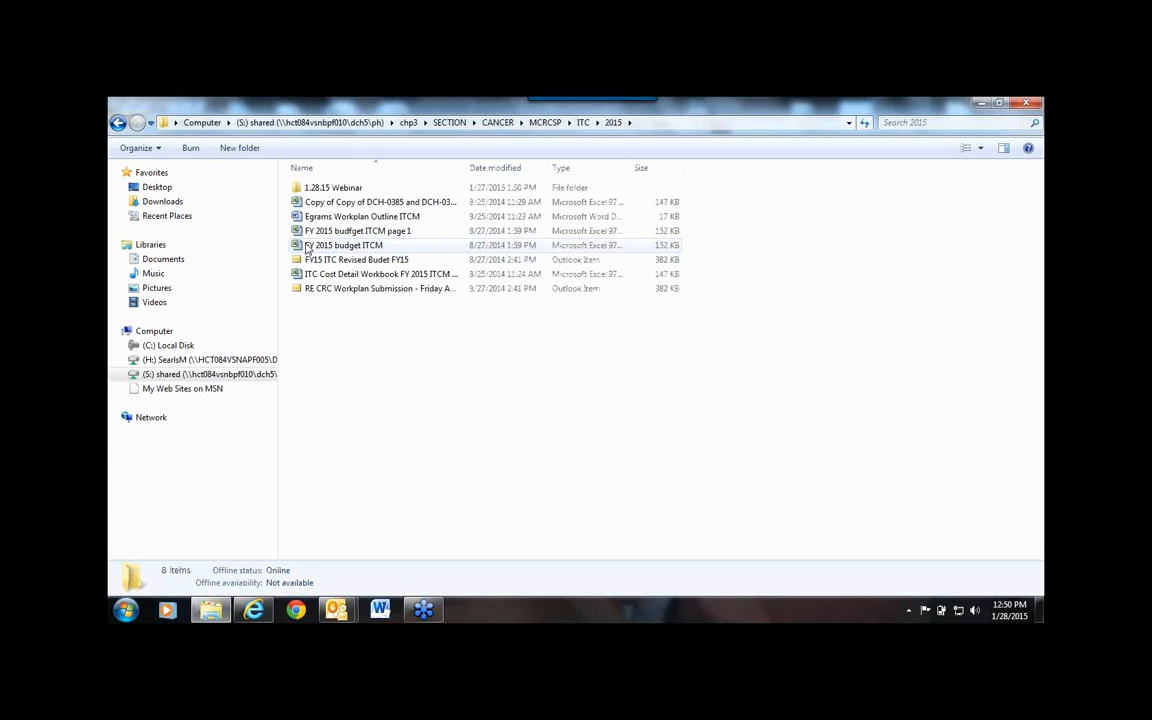 Computer ▸ (S:) shared (\\hct084vsnbpf010\dch5\ph) ▸ chp3 ▸ SECTION ▸ CANCER ▸ MCRCSP ▸ ITC ▸ 2015 ▸ Search 2015
Organize Burn New folder
Name Date modified Type Size
Favorites
Desktop
Downloads
Recent Places
Libraries
Documents
Music
Pictures
Videos
Computer
(C:) Local Disk
(H:) SearlsM (\\HCT084VSNAPF005\D
(S:) shared (\\hct084vsnbpf010\dch5\
My Web Sites on MSN
Network
1.28.15 Webinar 1/27/2015 1:50 PM File folder
Copy of Copy of DCH-0385 and DCH-03... 8/25/2014 11:29 AM Microsoft Excel 97... 147 KB
Egrams Workplan Outline ITCM 8/25/2014 11:23 AM Microsoft Word D... 17 KB
FY 2015 budfget ITCM page 1 8/27/2014 1:59 PM Microsoft Excel 97... 152 KB
FY 2015 budget ITCM 8/27/2014 1:59 PM Microsoft Excel 97... 152 KB
FY15 ITC Revised Budet FY15 8/27/2014 2:41 PM Outlook Item 382 KB
ITC Cost Detail Workbook FY 2015 ITCM ... 8/25/2014 11:24 AM Microsoft Excel 97... 147 KB
RE CRC Workplan Submission - Friday A... 8/27/2014 2:41 PM Outlook Item 382 KB
8 items Offline status: Online
Offline availability: Not available
12:50 PM
1/28/2015